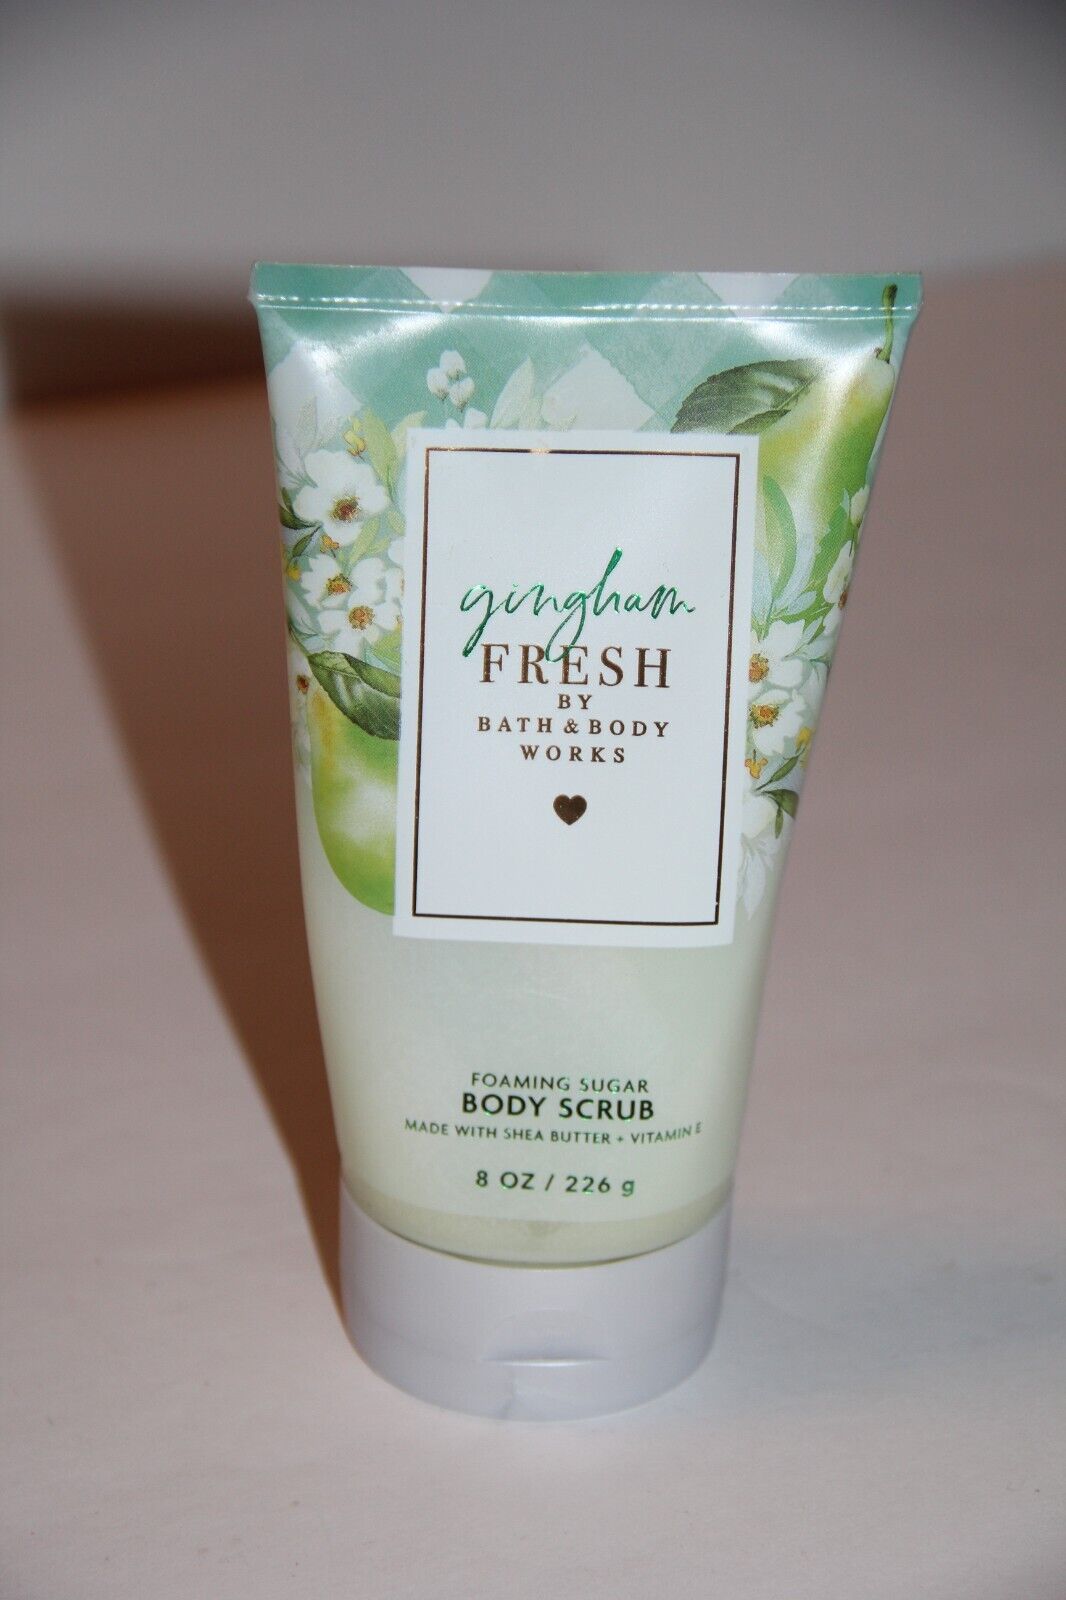 gingham
FRESH
BY
BATH & BODY
WORKS
FOAMING SUGAR
BODY SCRUB
MADE WITH SHEA BUTTER + VITAMIN E
8 OZ / 226 g